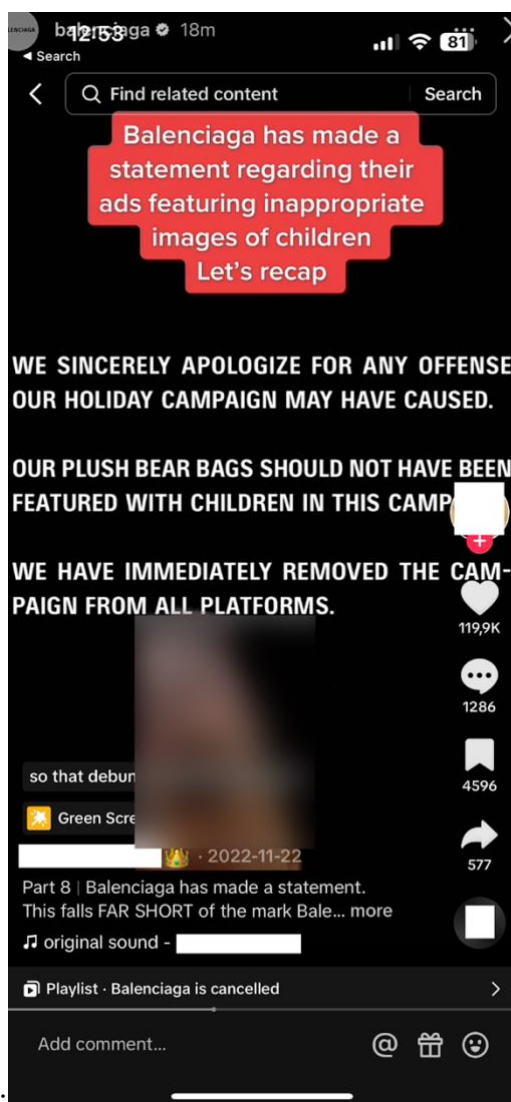 balenciaga 18m
12:53
81
Search
Find related content
Search
Balenciaga has made a
statement regarding their
ads featuring inappropriate
images of children
Let's recap
WE SINCERELY APOLOGIZE FOR ANY OFFENSE
OUR HOLIDAY CAMPAIGN MAY HAVE CAUSED.
OUR PLUSH BEAR BAGS SHOULD NOT HAVE BEEN
FEATURED WITH CHILDREN IN THIS CAMP
WE HAVE IMMEDIATELY REMOVED THE CAM-
PAIGN FROM ALL PLATFORMS.
119,9K
1286
so that debun
4596
Green Scre
· 2022-11-22
577
Part 8 | Balenciaga has made a statement.
This falls FAR SHORT of the mark Bale... more
original sound -
Playlist · Balenciaga is cancelled
Add comment...